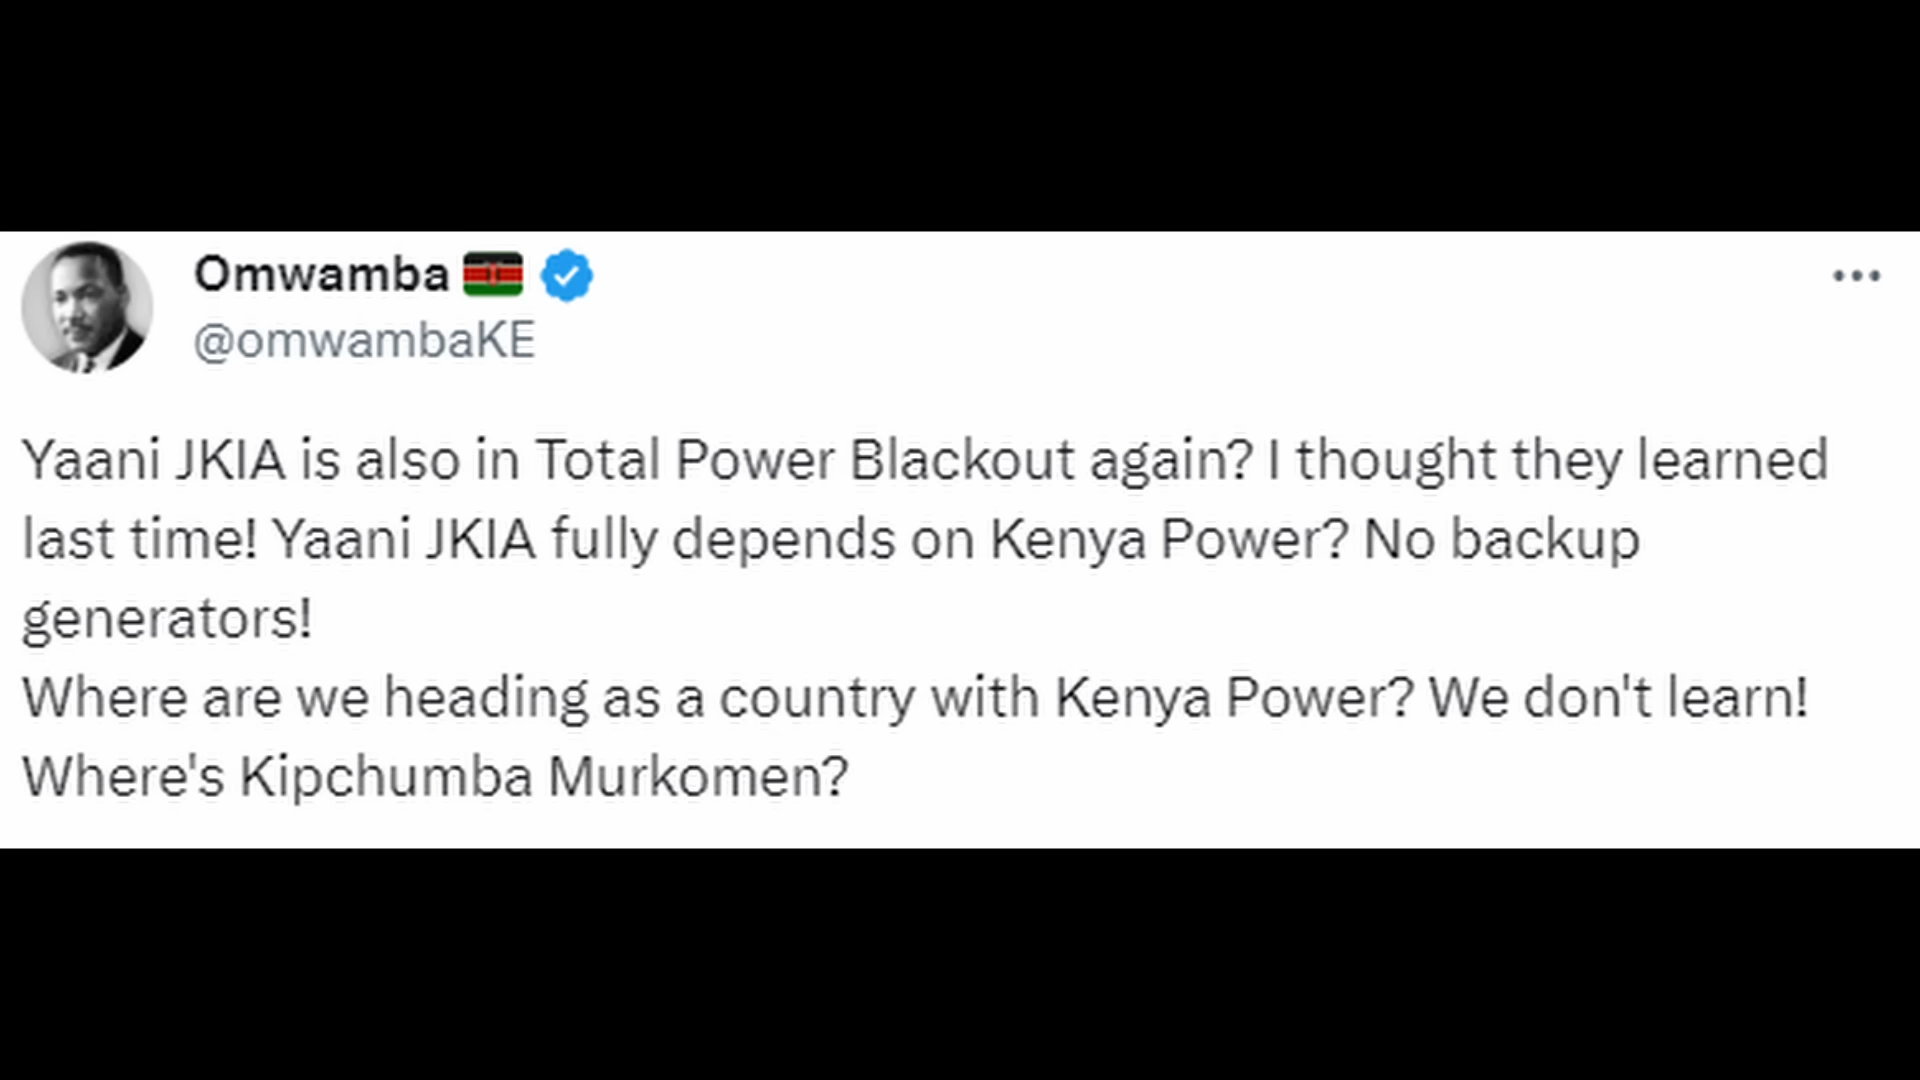 Omwamba
@omwambaKE
Yaani JKIA is also in Total Power Blackout again? I thought they learned
last time! Yaani JKIA fully depends on Kenya Power? No backup
generators!
Where are we heading as a country with Kenya Power? We don't learn!
Where's Kipchumba Murkomen?